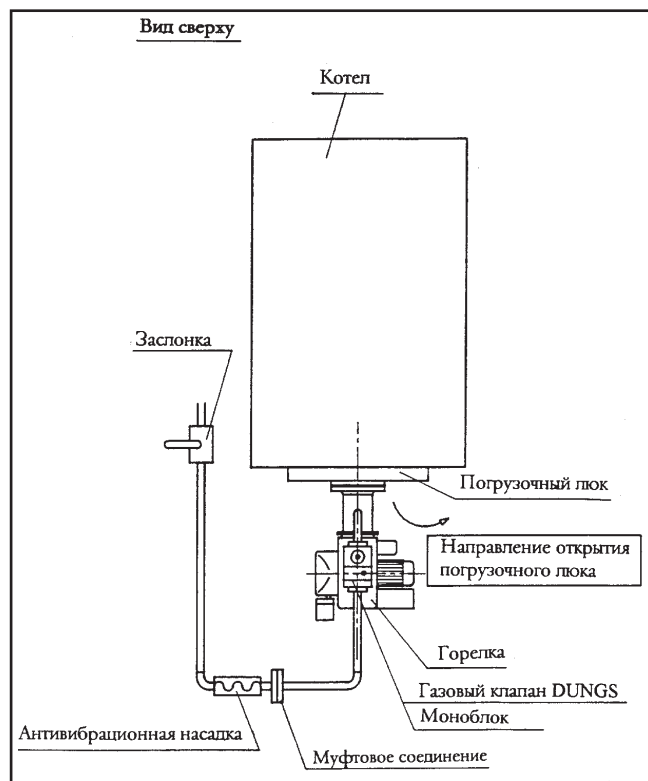 Вид сверху
Котел
Заслонка
Погрузочный люк
Направление открытия
погрузочного люка
Горелка
Газовый клапан DUNGS
Моноблок
Антивибрационная насадка
Муфтовое соединение